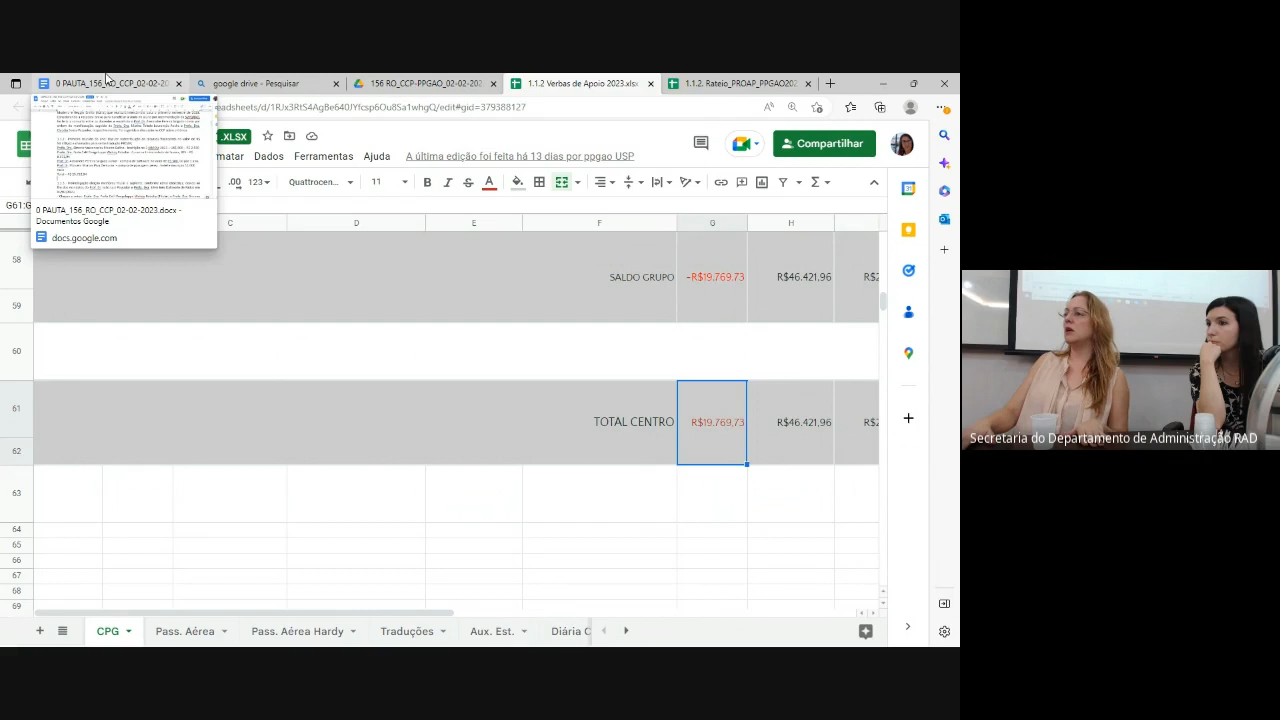 0 PAUTA_156_RO_CCP_02-02-20
google drive - Pesquisar
156 RO_CCP-PPGAO_02-02-202
1.1.2 Verbas de Apoio 2023.xlsx
1.1.2. Rateio_PPGAP_PPGAO202
.XLSX
Compartilhar
matar
Dados
Ferramentas
Ajuda
A última edição foi feita há 13 dias por ppgao USP
.00
123
Quattrocen...
11
0 PAUTA_156_RO_CCP_02-02-2023.docx -
Documentos Google
docs.google.com
C
D
E
F
G
H
58
SALDO GRUPO
-R$19.769,73
R$46.421,96
R$2
59
60
61
TOTAL CENTRO
R$19.769,73
R$46.421,96
R$2
62
63
64
65
66
67
68
69
CPG
Pass. Aérea
Pass. Aérea Hardy
Traduções
Aux. Est.
Diária C
Secretaria do Departamento de Administração RAD